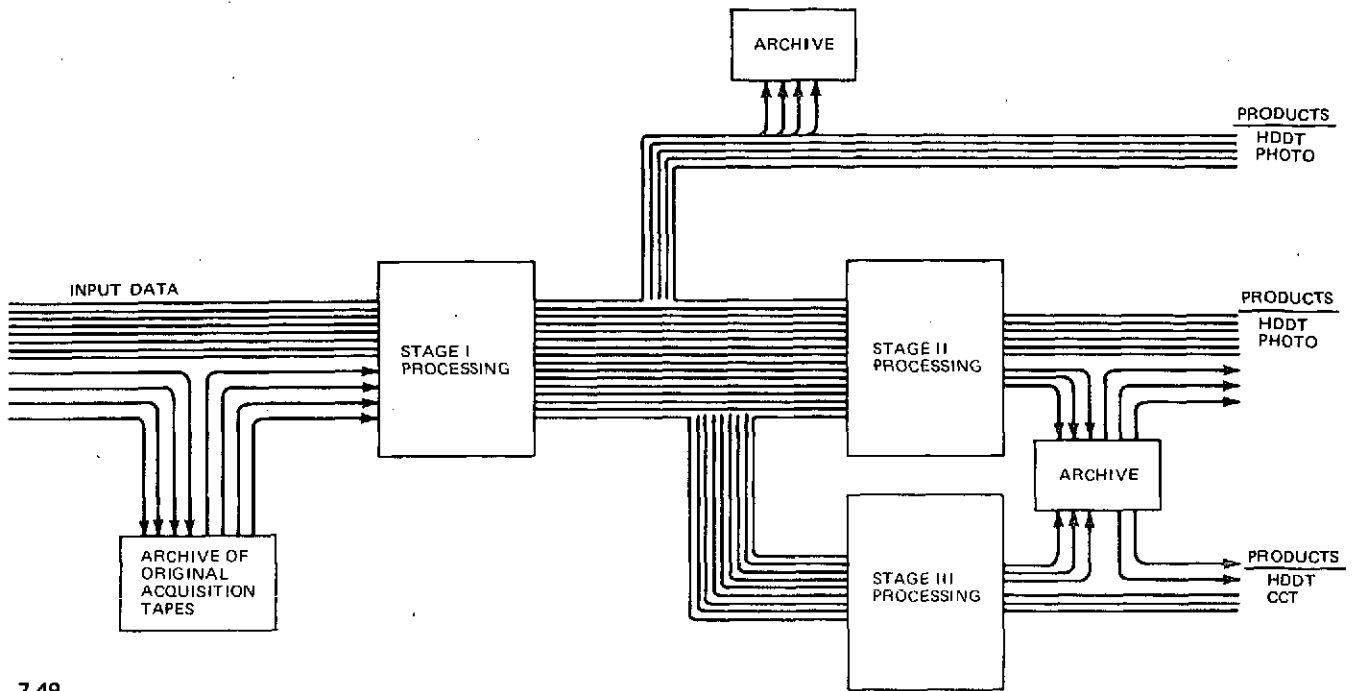 ARCHIVE
PRODUCTS
HDDT
PHOTO
INPUT DATA
STAGE I
PROCESSING
STAGE II
PROCESSING
PRODUCTS
HDDT
PHOTO
ARCHIVE
ARCHIVE OF
ORIGINAL
ACQUISITION
TAPES
STAGE III
PROCESSING
PRODUCTS
HDDT
CCT
7-49